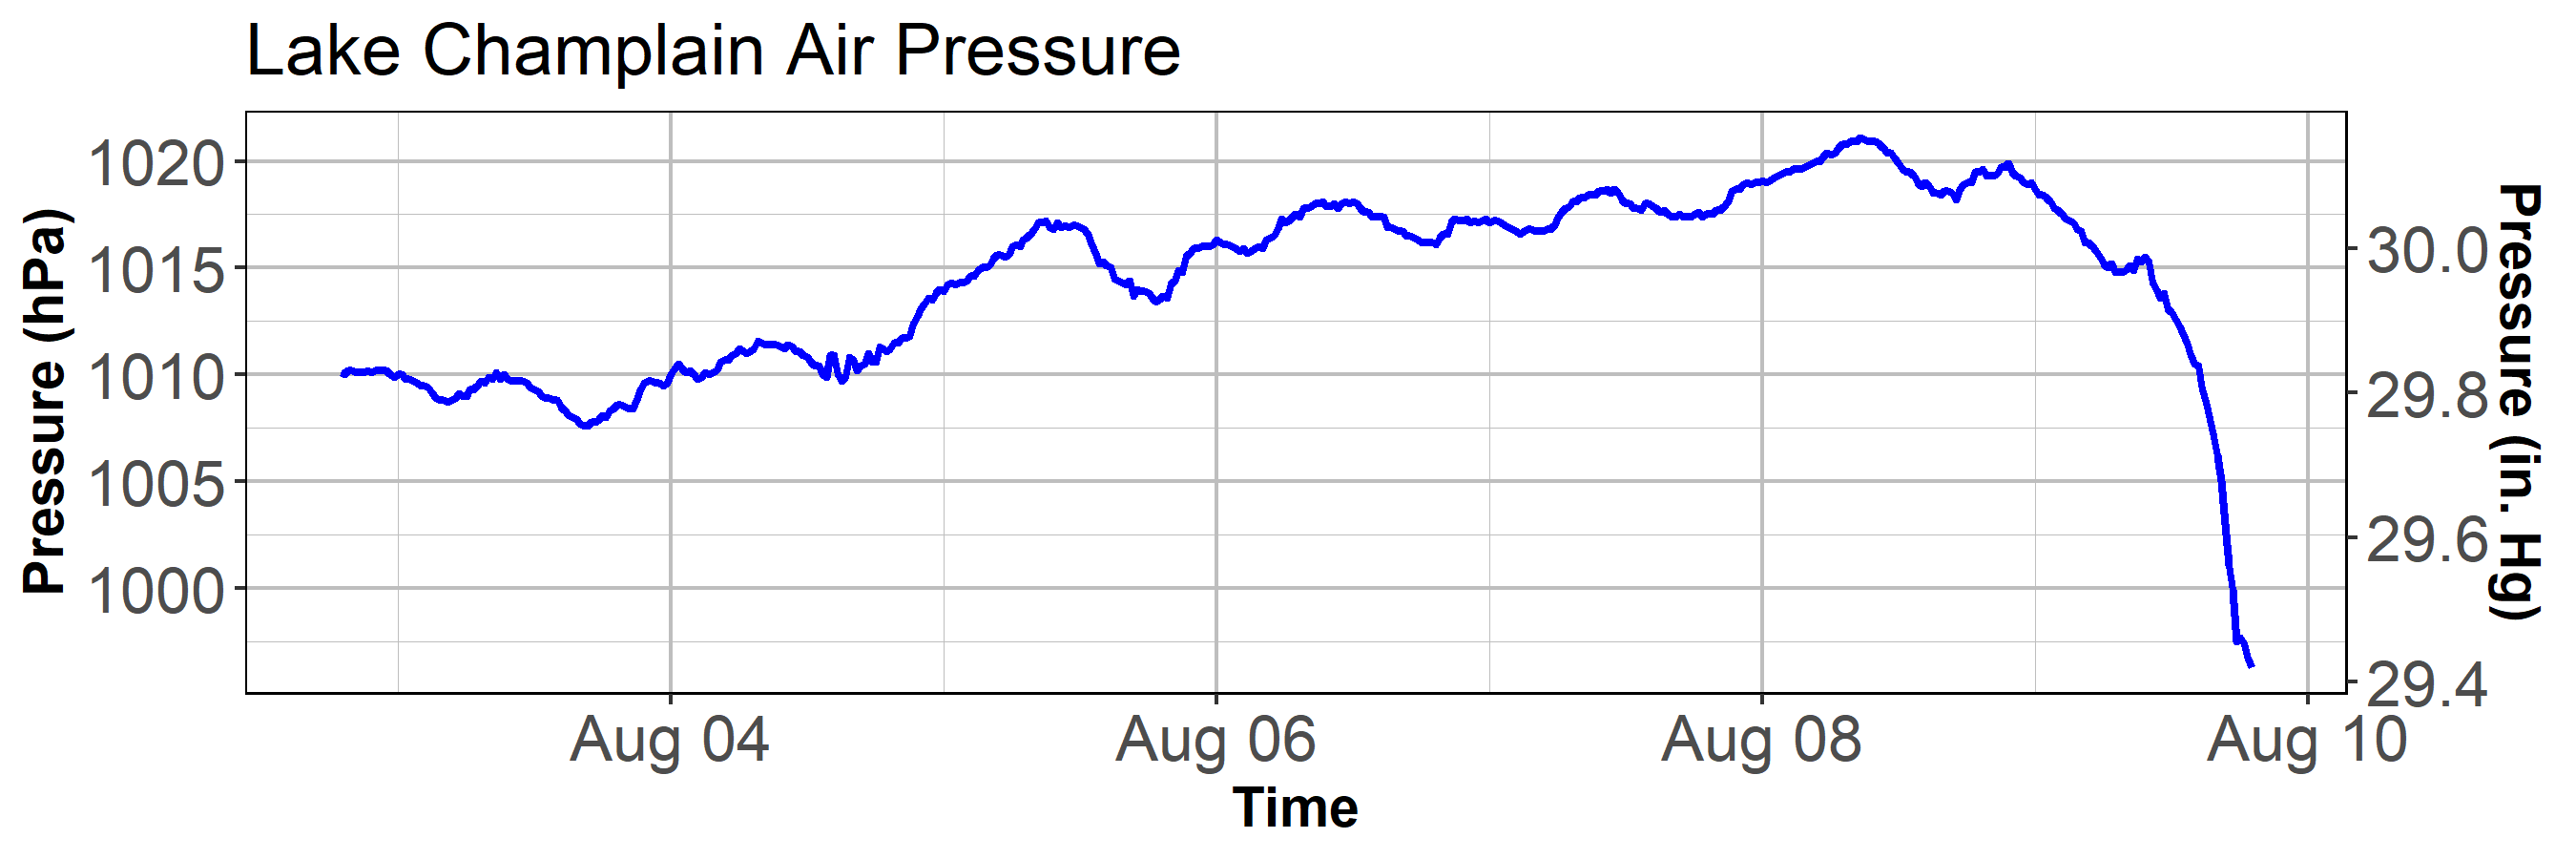 Lake Champlain Air Pressure
Pressure (hPa)
1020
1015
1010
1005
1000
30.0
29.8
29.6
29.4
Pressure (in. Hg)
Aug 04 Aug 06 Aug 08 Aug 10
Time